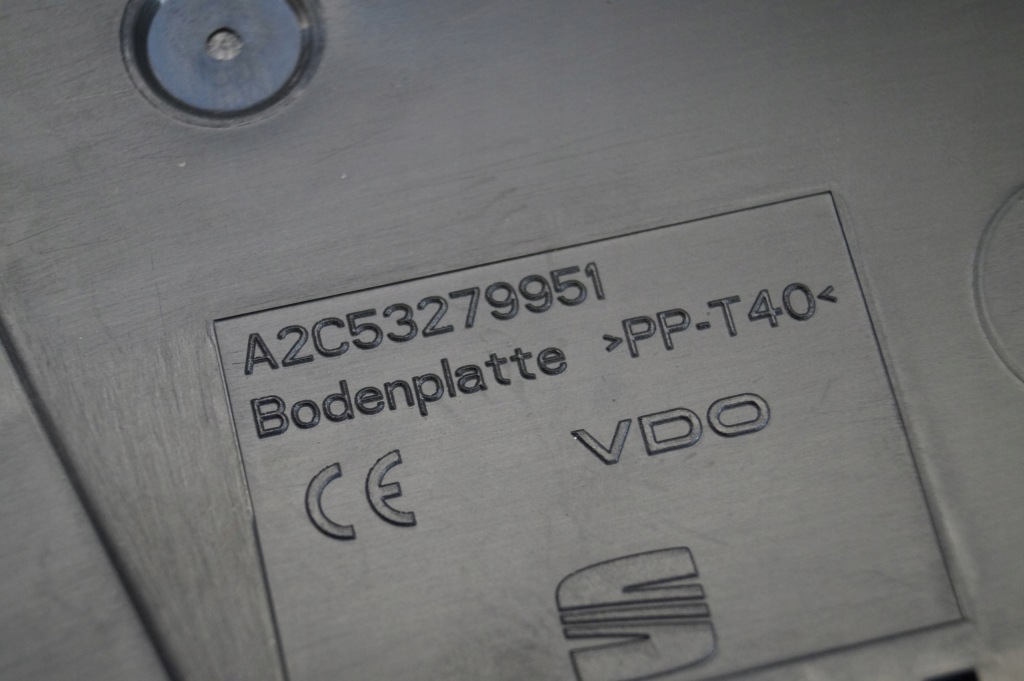 A2C53279951
Bodenplatte >PP-T40<
CE VDO